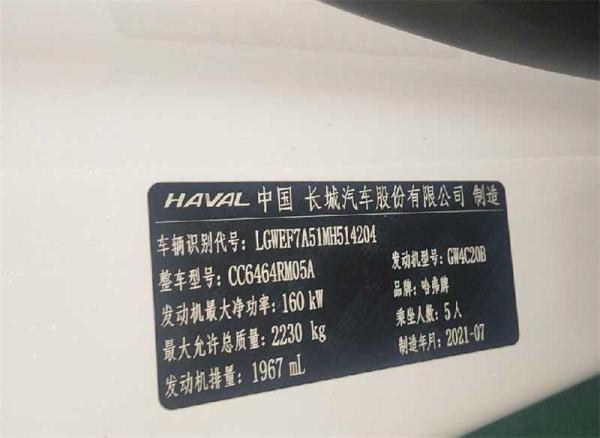 HAVAL 中国 长城汽车股份有限公司 制造
车辆识别代号：LGWEF7A51MH514204
整车型号：CC6464RM05A
发动机型号：GW4C20B
发动机最大净功率：160 kW
品牌：哈弗牌
最大允许总质量：2230 kg
乘坐人数：5人
发动机排量：1967 mL
制造年月：2021-07